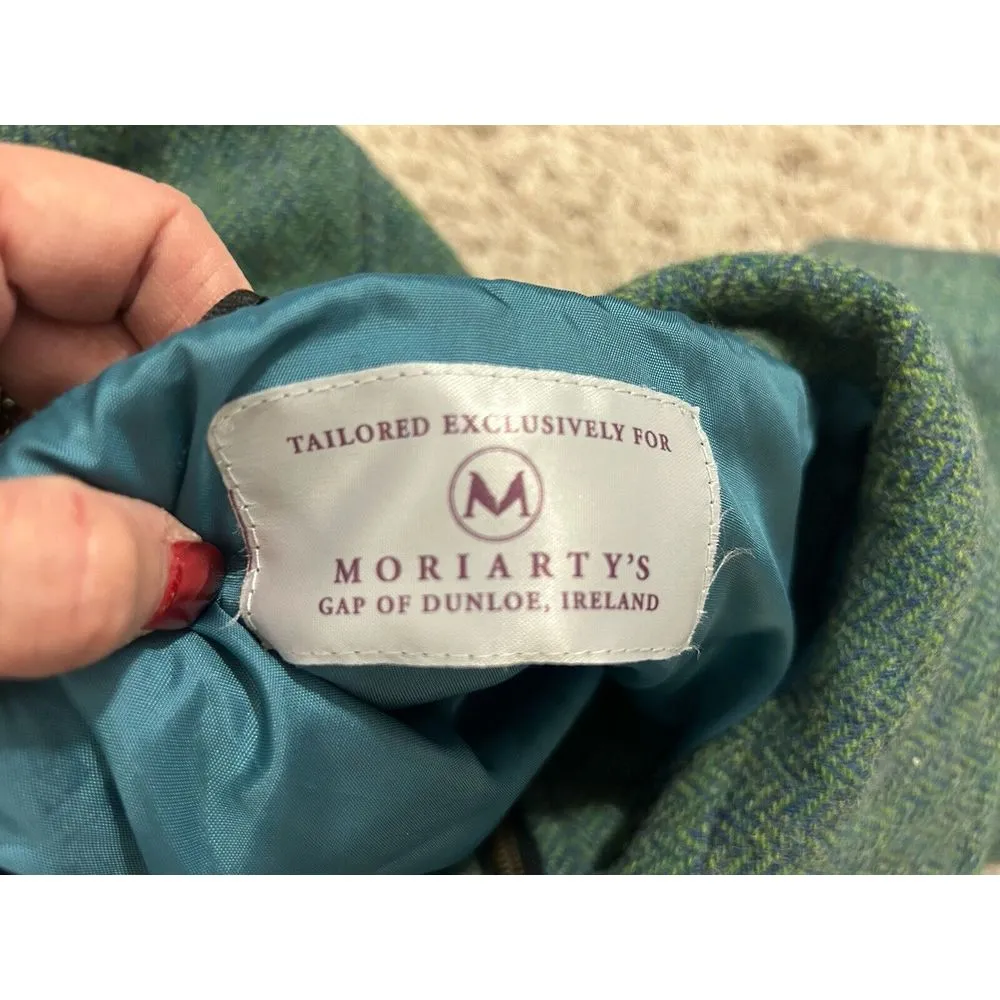 TAILORED EXCLUSIVELY FOR
M
MORIARTY'S
GAP OF DUNLOE, IRELAND